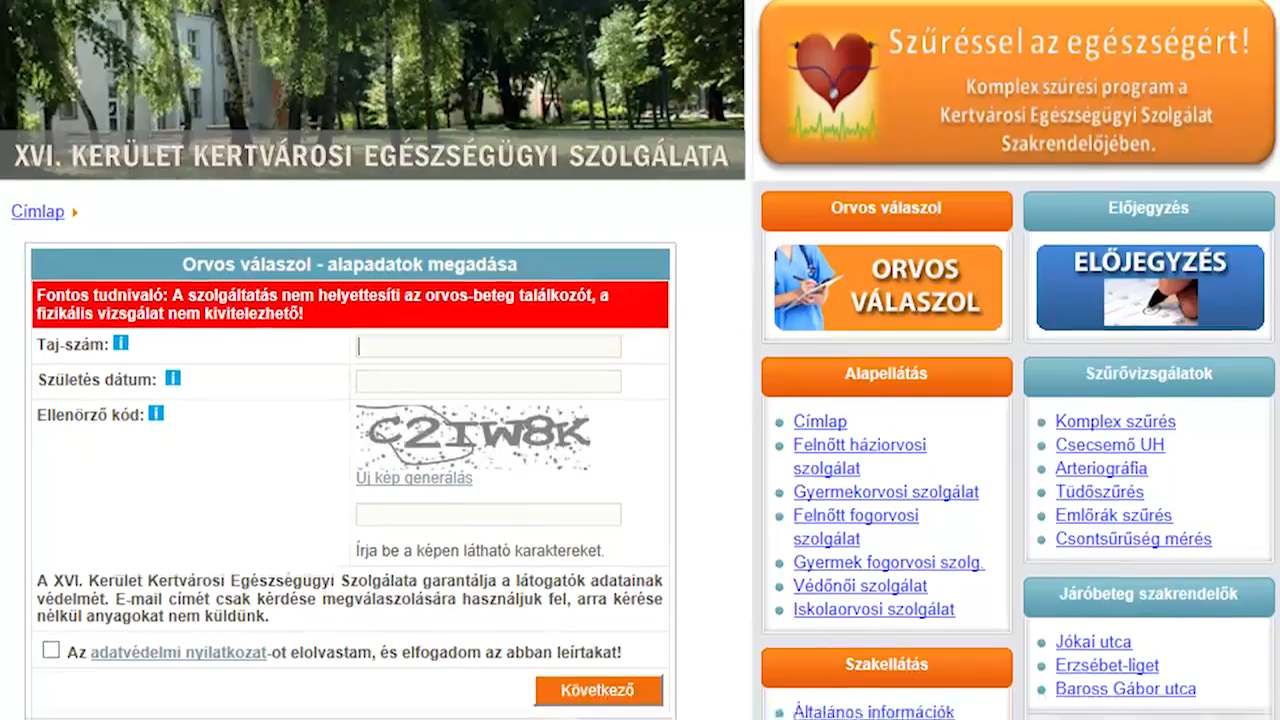 XVI. KERÜLET KERTVÁROSI EGÉSZSÉGÜGYI SZOLGÁLATA
Szűréssel az egészségért!
Komplex szűrési program a
Kertvárosi Egészségügyi Szolgálat
Szakrendelőjében.
Címlap
Orvos válaszol - alapadatok megadása
Fontos tudnivaló: A szolgáltatás nem helyettesíti az orvos-beteg találkozót, a
fizikális vizsgálat nem kivitelezhető!
Taj-szám:
Születés dátum:
Ellenörző kód:
C2IW8K
Új kép generálás
Írja be a képen látható karaktereket.
A XVI. Kerület Kertvárosi Egészségügyi Szolgálata garantálja a látogatók adatainak
védelmét. E-mail címét csak kérdése megválaszolására használjuk fel, arra kérése
nélkül anyagokat nem küldünk.
Az adatvédelmi nyilatkozat-ot elolvastam, és elfogadom az abban leírtakat!
Következő
Orvos válaszol
ORVOS
VÁLASZOL
Alapellátás
Címlap
Felnőtt háziorvosi
szolgálat
Gyermekorvosi szolgálat
Felnőtt fogorvosi
szolgálat
Gyermek fogorvosi szolg.
Védőnői szolgálat
Iskolaorvosi szolgálat
Szakellátás
Általános információk
Előjegyzés
ELŐJEGYZÉS
Szűrővizsgálatok
Komplex szűrés
Csecsemő UH
Arteriográfia
Tüdőszűrés
Emlőrák szűrés
Csontsűrűség mérés
Járóbeteg szakrendelők
Jókai utca
Erzsébet-liget
Baross Gábor utca